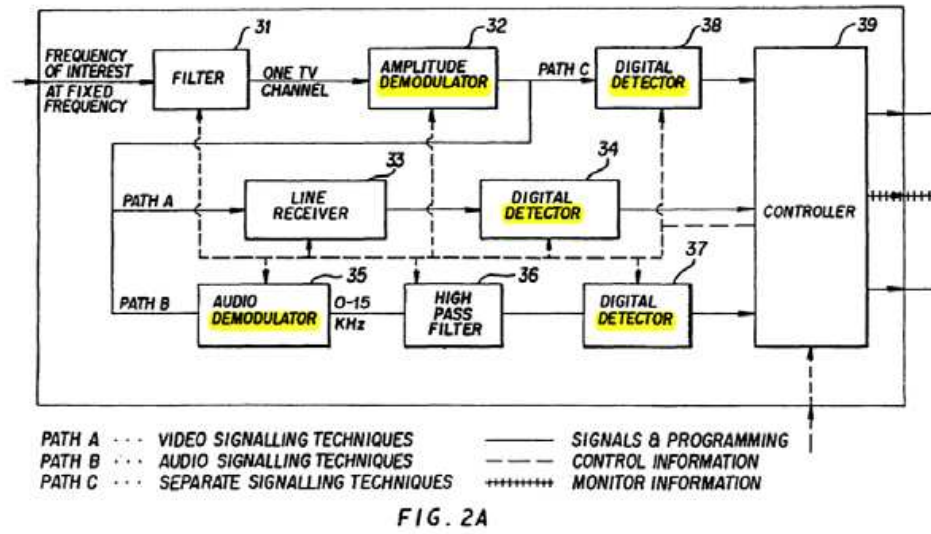 31
32
38
39
FREQUENCY
OF INTEREST
AT FIXED
FREQUENCY
FILTER
ONE TV
CHANNEL
AMPLITUDE
DEMODULATOR
PATH C
DIGITAL
DETECTOR
33
34
PATH A
LINE
RECEIVER
DIGITAL
DETECTOR
CONTROLLER
35
36
37
PATH B
AUDIO
DEMODULATOR
0-15
KHz
HIGH
PASS
FILTER
DIGITAL
DETECTOR
PATH A ... VIDEO SIGNALLING TECHNIQUES
PATH B ... AUDIO SIGNALLING TECHNIQUES
PATH C ... SEPARATE SIGNALLING TECHNIQUES
SIGNALS & PROGRAMMING
CONTROL INFORMATION
MONITOR INFORMATION
FIG. 2A